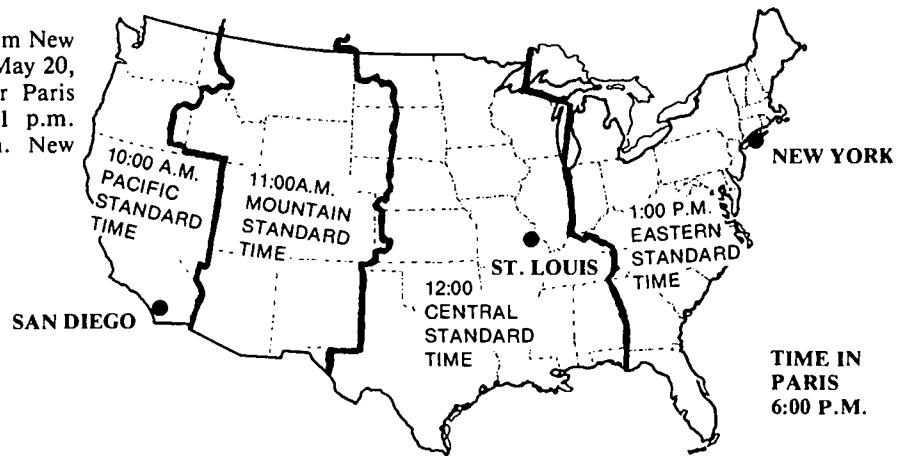 m New
May 20,
r Paris
1 p.m.
. New
10:00 A.M.
PACIFIC
STANDARD
TIME
11:00A.M.
MOUNTAIN
STANDARD
TIME
12:00
CENTRAL
STANDARD
TIME
1:00 P.M.
EASTERN
STANDARD
TIME
NEW YORK
ST. LOUIS
SAN DIEGO
TIME IN
PARIS
6:00 P.M.